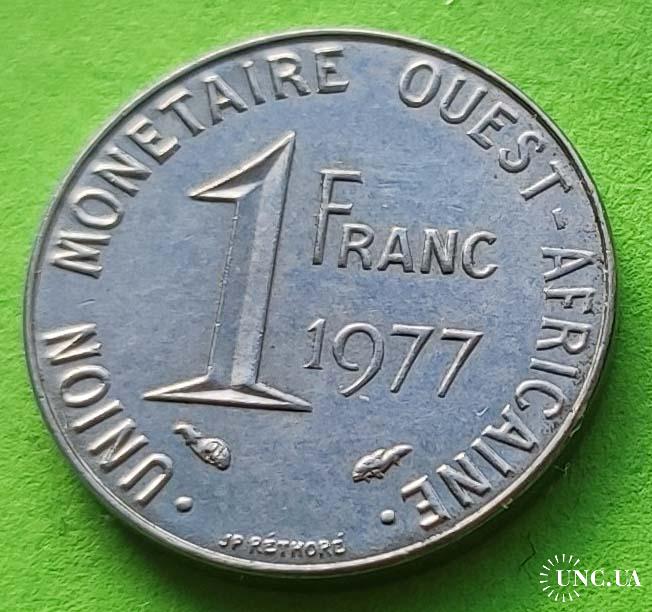 · UNION MONETAIRE OUEST-AFRICAINE ·
1 FRANC
1977
JP RÉTHORÉ
UNC.UA